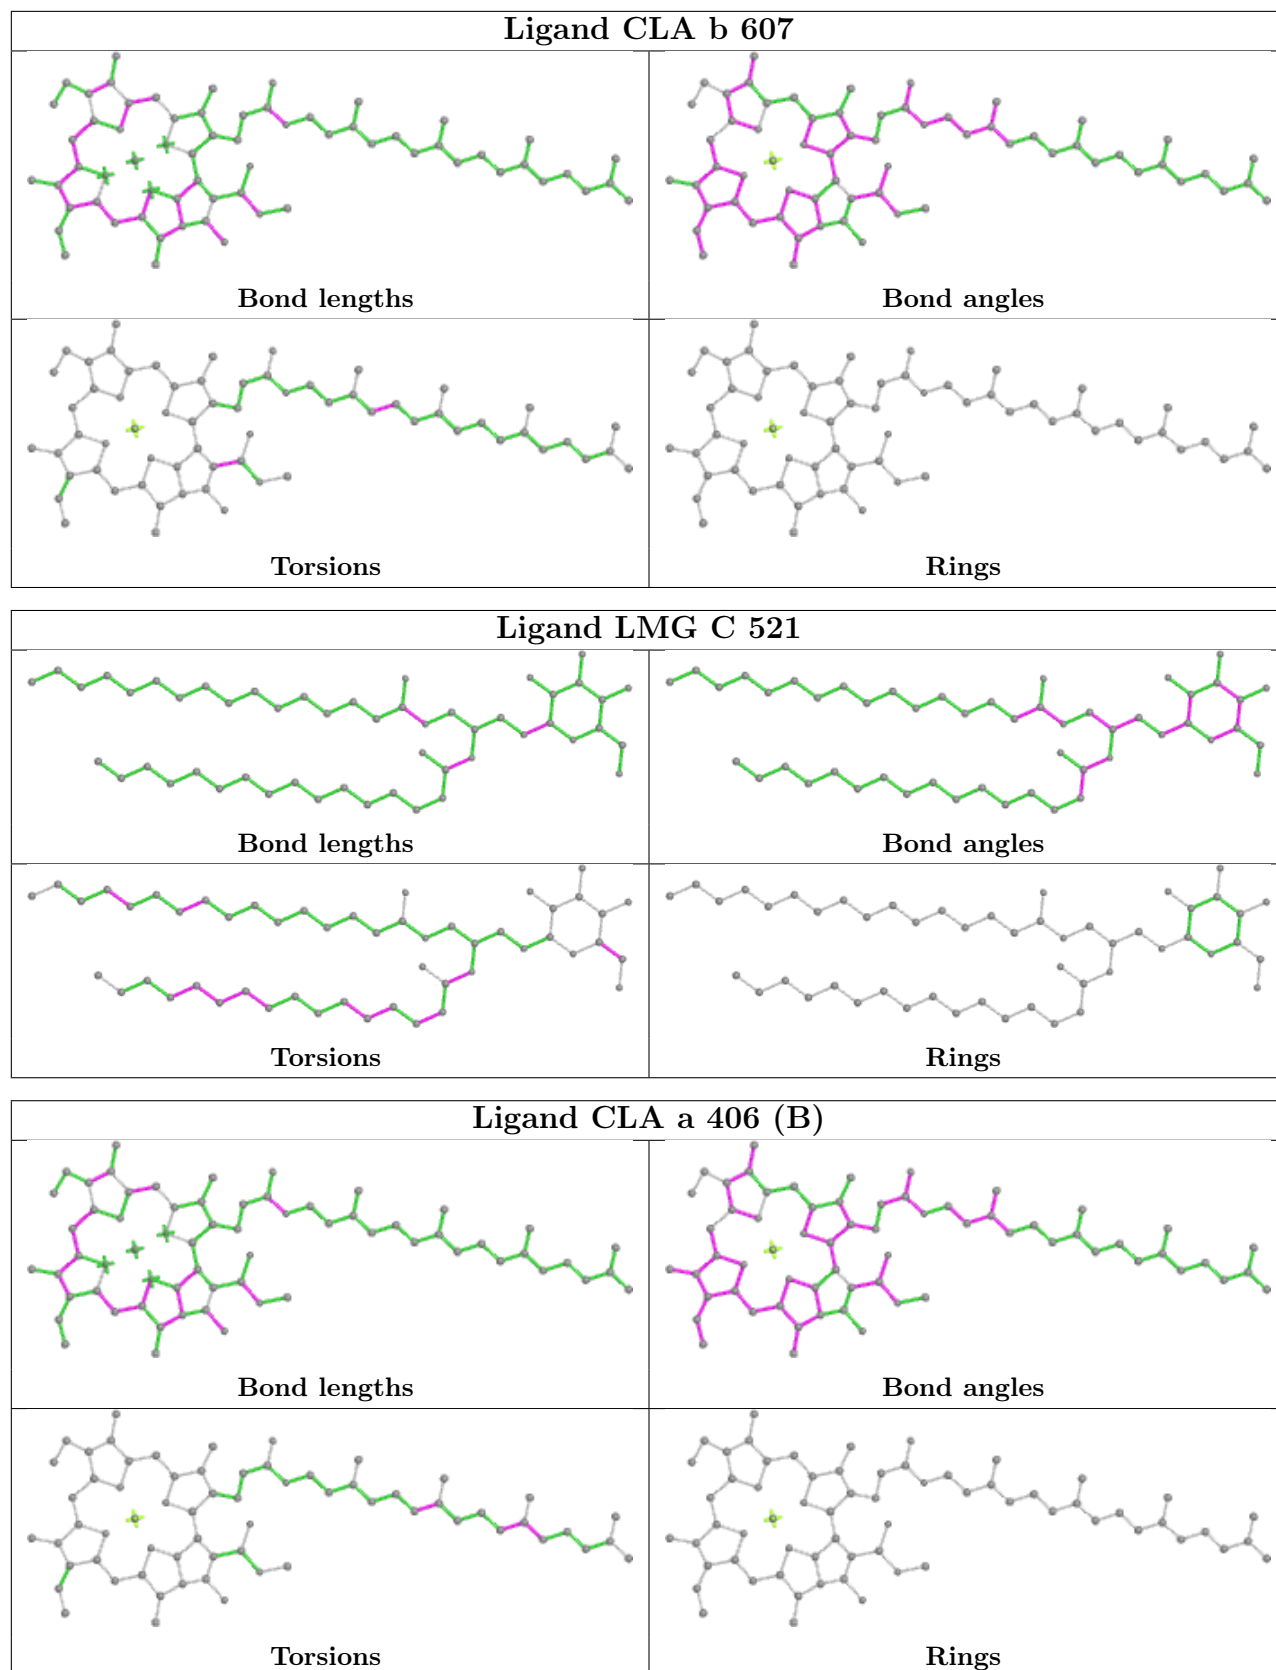 Ligand CLA b 607
Bond lengths
Bond angles
Torsions
Rings
Ligand LMG C 521
Bond lengths
Bond angles
Torsions
Rings
Ligand CLA a 406 (B)
Bond lengths
Bond angles
Torsions
Rings